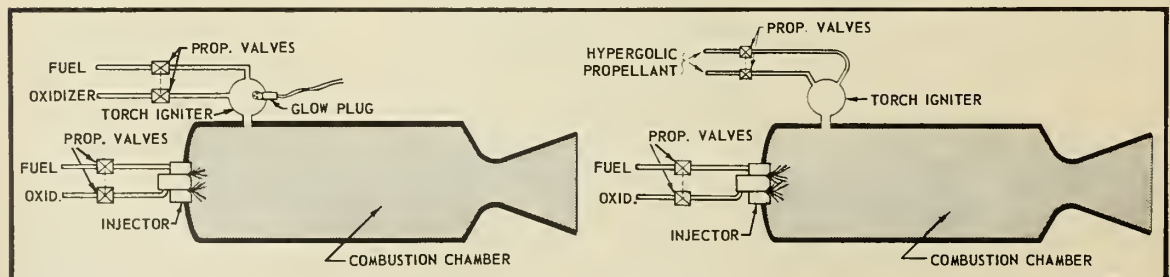 PROP. VALVES
FUEL
OXIDIZER
GLOW PLUG
TORCH IGNITER
PROP. VALVES
FUEL
OXID.
INJECTOR
COMBUSTION CHAMBER
PROP. VALVES
HYPERGOLIC
PROPELLANT
TORCH IGNITER
PROP. VALVES
FUEL
OXID.
INJECTOR
COMBUSTION CHAMBER